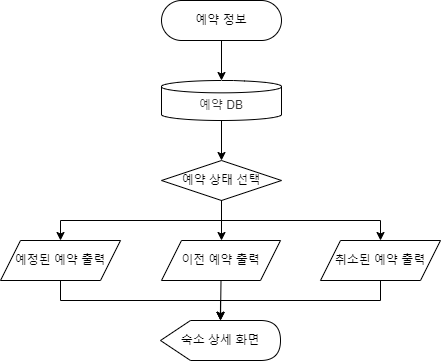 예약 정보
예약 DB
예약 상태 선택
예정된 예약 출력
이전 예약 출력
취소된 예약 출력
숙소 상세 화면